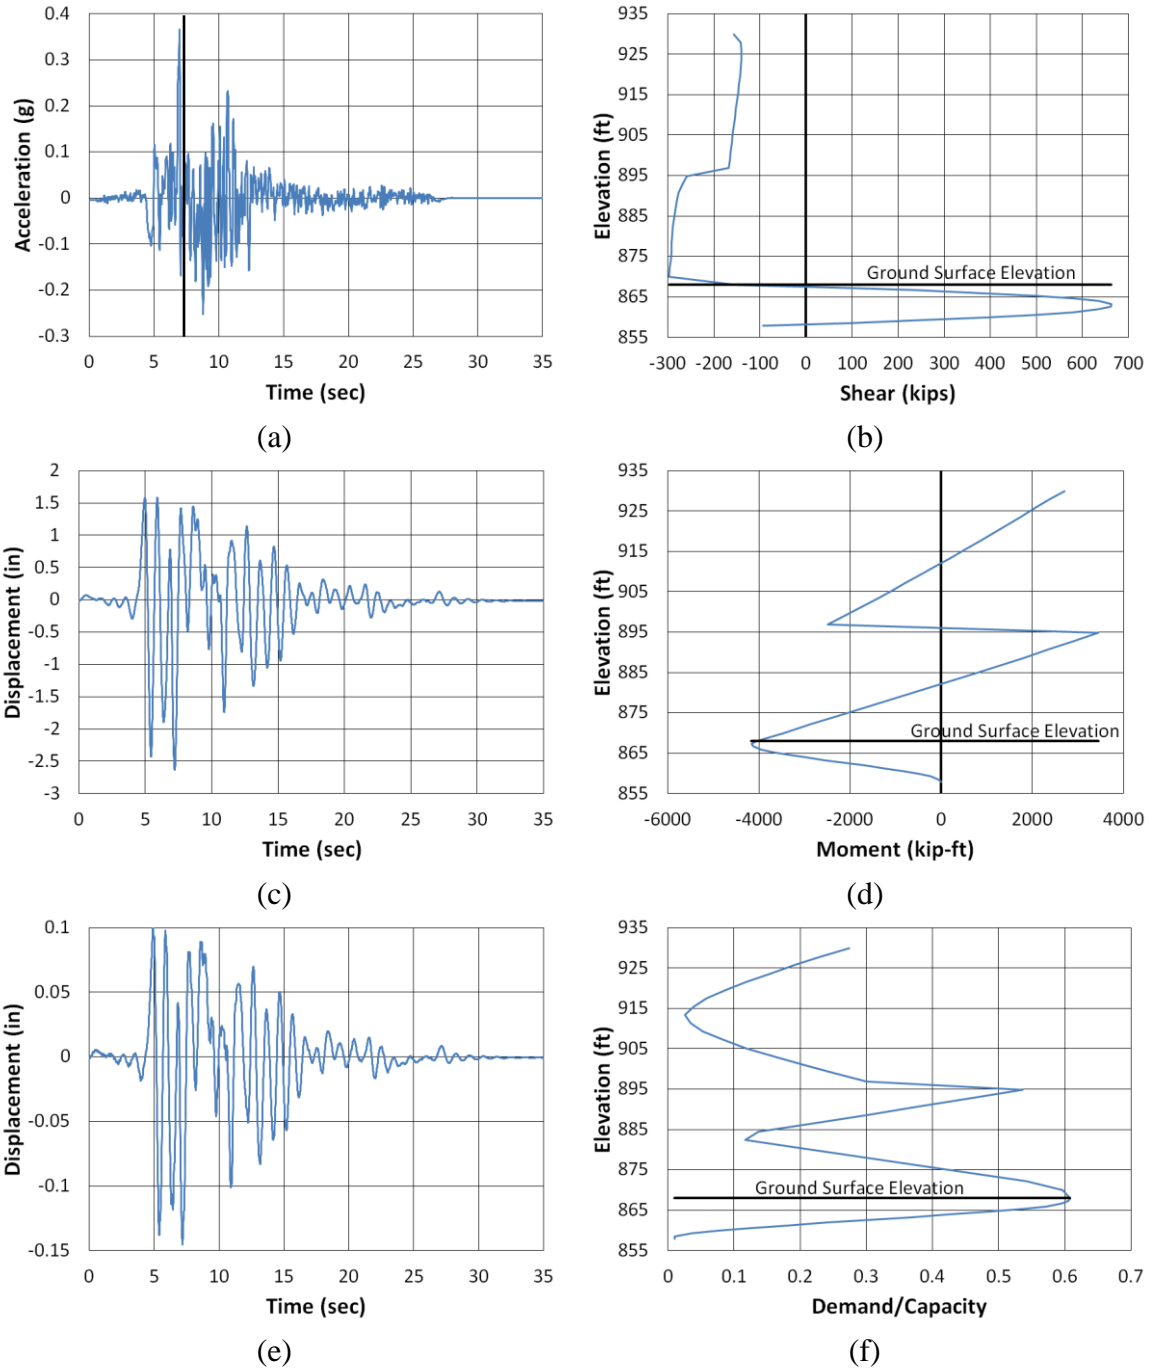 0.4
0.3
0.2
0.1
0
-0.1
-0.2
-0.3
Acceleration (g)
0 5 10 15 20 25 30 35
Time (sec)
(a)
935
925
915
905
895
885
875
865
855
Elevation (ft)
Ground Surface Elevation
-300 -200 -100 0 100 200 300 400 500 600 700
Shear (kips)
(b)
2
1.5
1
0.5
0
-0.5
-1
-1.5
-2
-2.5
-3
Displacement (in)
0 5 10 15 20 25 30 35
Time (sec)
(c)
935
925
915
905
895
885
875
865
855
Elevation (ft)
Ground Surface Elevation
-6000 -4000 -2000 0 2000 4000
Moment (kip-ft)
(d)
0.1
0.05
0
-0.05
-0.1
-0.15
Displacement (in)
0 5 10 15 20 25 30 35
Time (sec)
(e)
935
925
915
905
895
885
875
865
855
Elevation (ft)
Ground Surface Elevation
0 0.1 0.2 0.3 0.4 0.5 0.6 0.7
Demand/Capacity
(f)